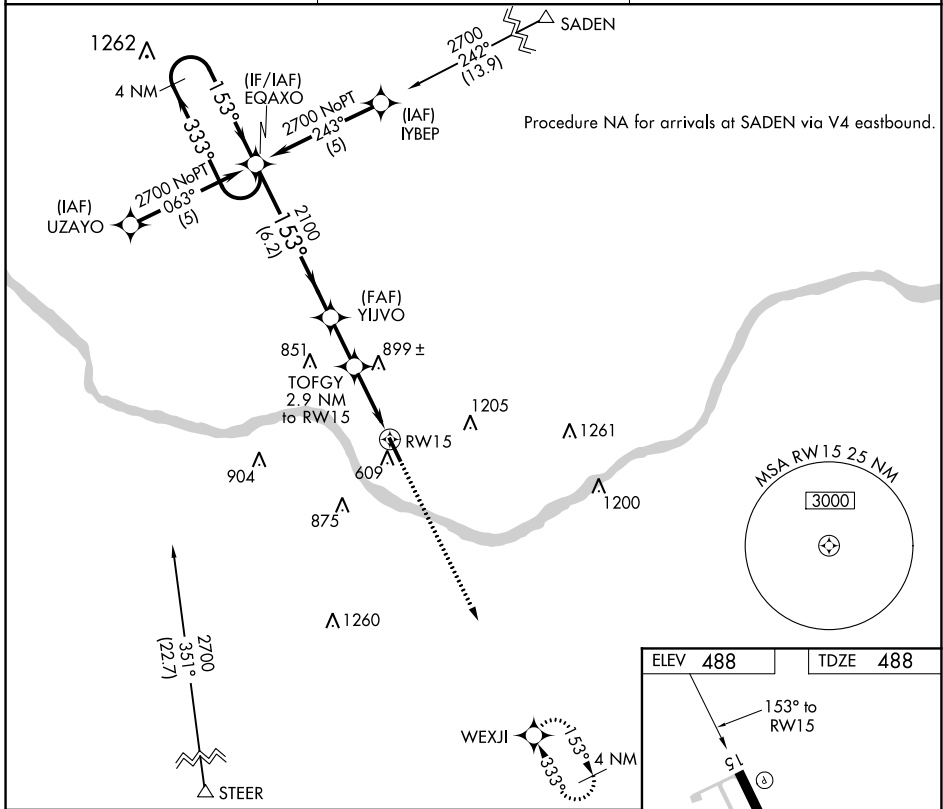 SADEN
2700
242°
(13.9)
1262
4 NM
153°
333°
(IF/IAF)
EQAXO
2700 NoPT
243°
(5)
(IAF)
IYBEP
Procedure NA for arrivals at SADEN via V4 eastbound.
2700 NoPT
063°
(5)
(IAF)
UZAYO
2100
153°
(6.2)
(FAF)
YIJVO
851
899 ±
TOFGY
2.9 NM
to RW15
1205
1261
RW15
904
609
1200
875
MSA RW15 25 NM
3000
1260
2700
351°
(22.7)
STEER
WEXJI
153°
333°
4 NM
ELEV 488
TDZE 488
153° to
RW15
15
P